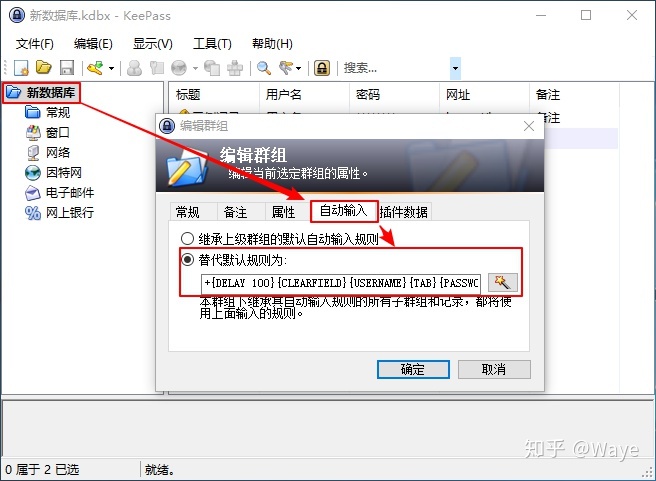 新数据库.kdbx - KeePass
文件(F) 编辑(E) 显示(V) 工具(T) 帮助(H)
搜索...
新数据库
常规
窗口
网络
因特网
电子邮件
网上银行
标题 用户名 密码 网址 备注
备注
编辑群组
编辑群组
编辑当前选定群组的属性。
常规 备注 属性 自动输入 插件数据
继承上级群组的默认自动输入规则
替代默认规则为:
+{DELAY 100}{CLEARFIELD}{USERNAME}{TAB}{PASSWO
本群组下继承其自动输入规则的所有子群组和记录，都将使
用上面输入的规则。
确定 取消
知乎 @Waye
0 属于 2 已选 就绪。